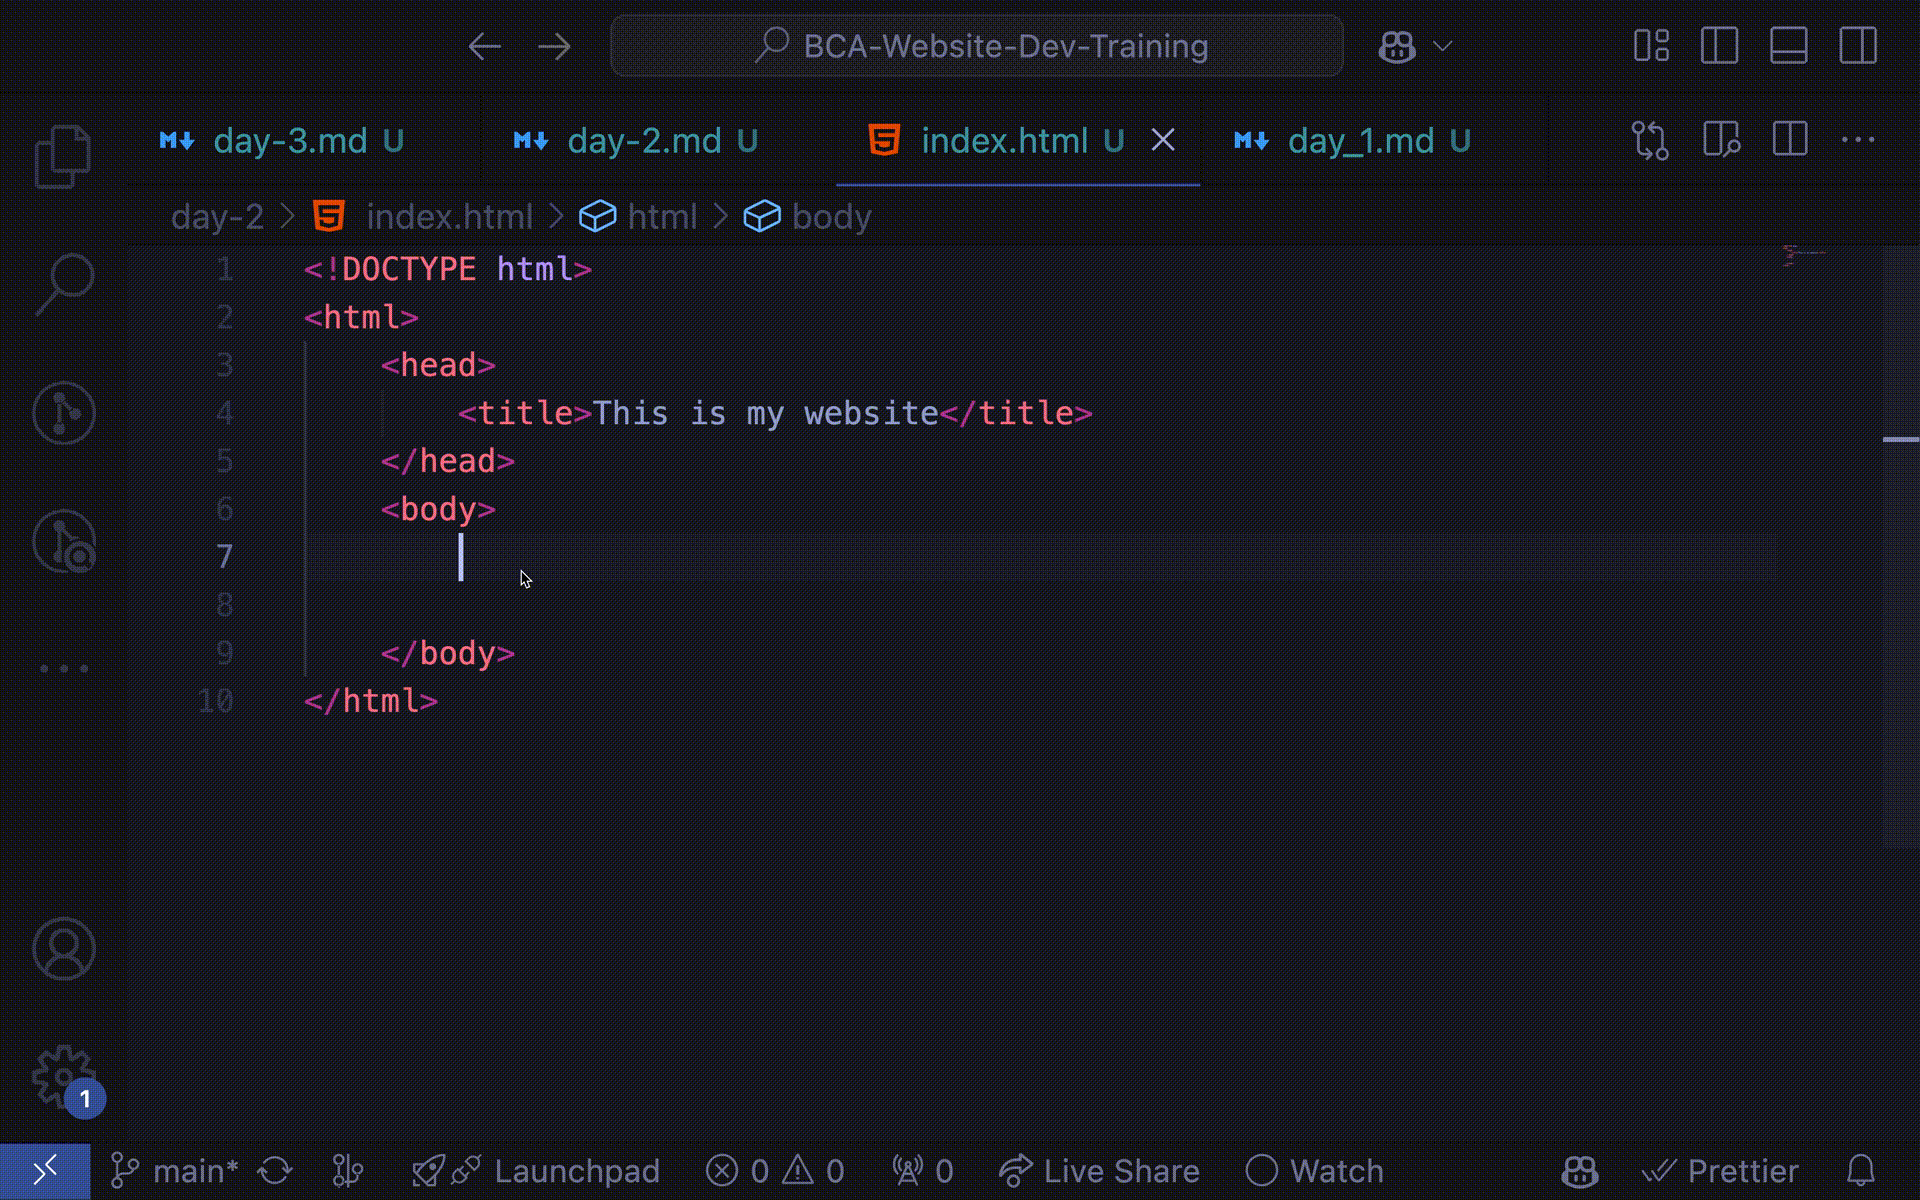 BCA-Website-Dev-Training
day-3.md U day-2.md U index.html U day_1.md U
day-2 index.html html body
1 <!DOCTYPE html>
2 <html>
3 <head>
4 <title>This is my website</title>
5 </head>
6 <body>
7
8
9 </body>
10 </html>
1
main* Launchpad 0 0 0 Live Share Watch Prettier